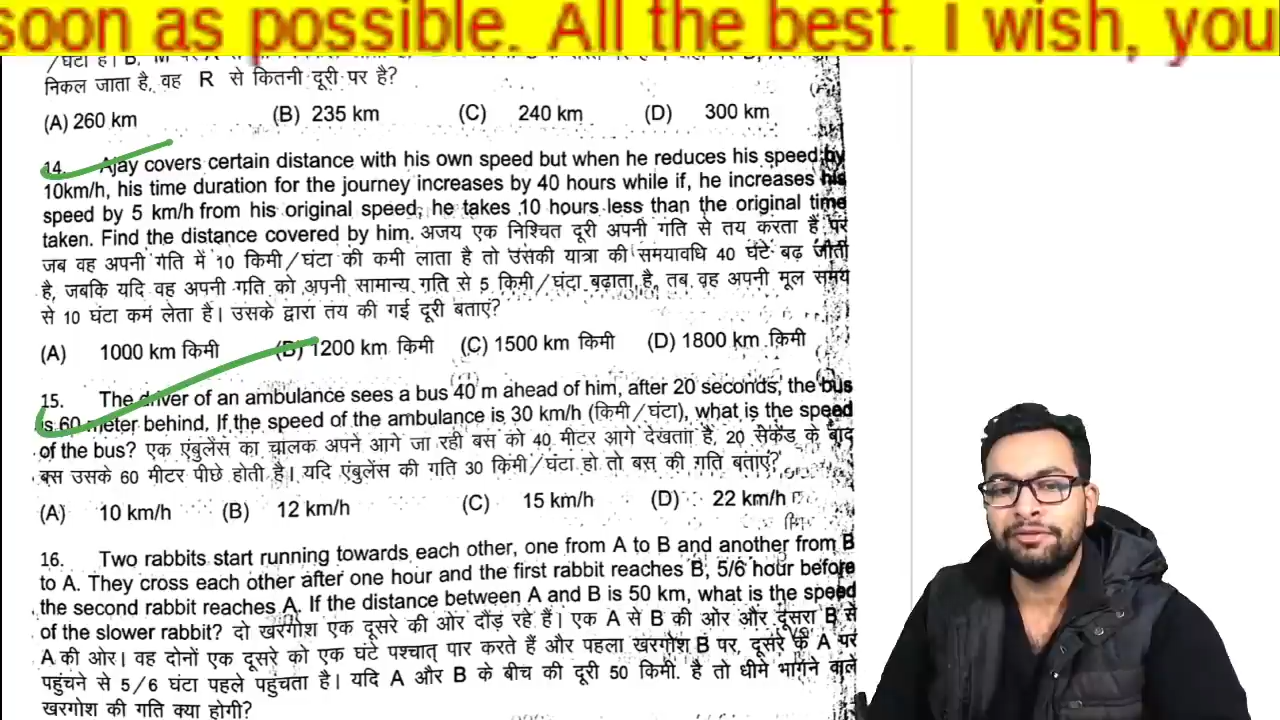 soon as possible. All the best. I wish, you
निकल जाता है, वह R से कितनी दूरी पर है?
(A) 260 km (B) 235 km (C) 240 km (D) 300 km
14. Ajay covers certain distance with his own speed but when he reduces his speed by
10km/h, his time duration for the journey increases by 40 hours while if, he increases his
speed by 5 km/h from his original speed, he takes 10 hours less than the original time
taken. Find the distance covered by him. अजय एक निश्चित दूरी अपनी गति से तय करता है पर
जब वह अपनी गति में 10 किमी/घंटा की कमी लाता है तो उसकी यात्रा की समयावधि 40 घंटे बढ़ जाती
है, जबकि यदि वह अपनी गति को अपनी सामान्य गति से 5 किमी/घंटा बढ़ाता है, तब वह अपनी मूल समय
से 10 घंटा कम लेता है। उसके द्वारा तय की गई दूरी बताएं?
(A) 1000 km किमी (B) 1200 km किमी (C) 1500 km किमी (D) 1800 km किमी
15. The driver of an ambulance sees a bus 40 m ahead of him, after 20 seconds, the bus
is 60 meter behind. If the speed of the ambulance is 30 km/h (किमी/घंटा), what is the speed
of the bus? एक एंबुलेंस का चालक अपने आगे जा रही बस को 40 मीटर आगे देखताा है, 20 सेकेंड के बाद
बस उसके 60 मीटर पीछे होती है। यदि एंबुलेंस की गति 30 किमी/घंटा हो तो बस की गति बताएं?
(A) 10 km/h (B) 12 km/h (C) 15 km/h (D) 22 km/h
16. Two rabbits start running towards each other, one from A to B and another from B
to A. They cross each other after one hour and the first rabbit reaches B, 5/6 hour before
the second rabbit reaches A. If the distance between A and B is 50 km, what is the speed
of the slower rabbit? दो खरगोश एक दूसरे की ओर दौड़ रहे हैं। एक A से B की ओर और दूसरा B से
A की ओर। वह दोनों एक दूसरे को एक घंटे पश्चात् पार करते हैं और पहला खरगोश B पर, दूसरे के A पर
पहुंचने से 5/6 घंटा पहले पहुंचता है। यदि A और B के बीच की दूरी 50 किमी. है तो धीमे भागने वाले
खरगोश की गति क्या होगी?